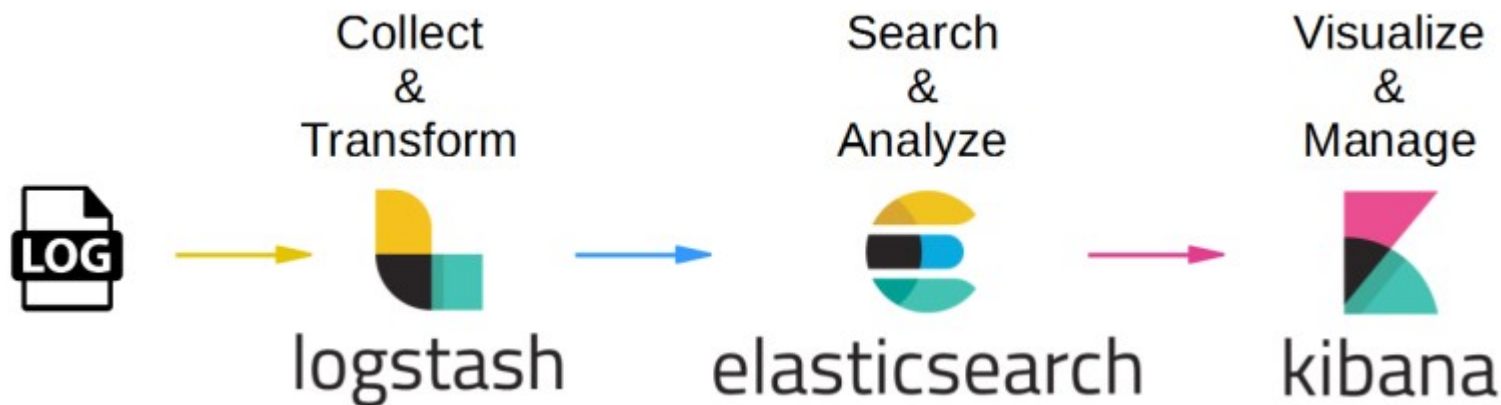 Collect
&
Transform
Search
&
Analyze
Visualize
&
Manage
LOG
logstash
elasticsearch
kibana